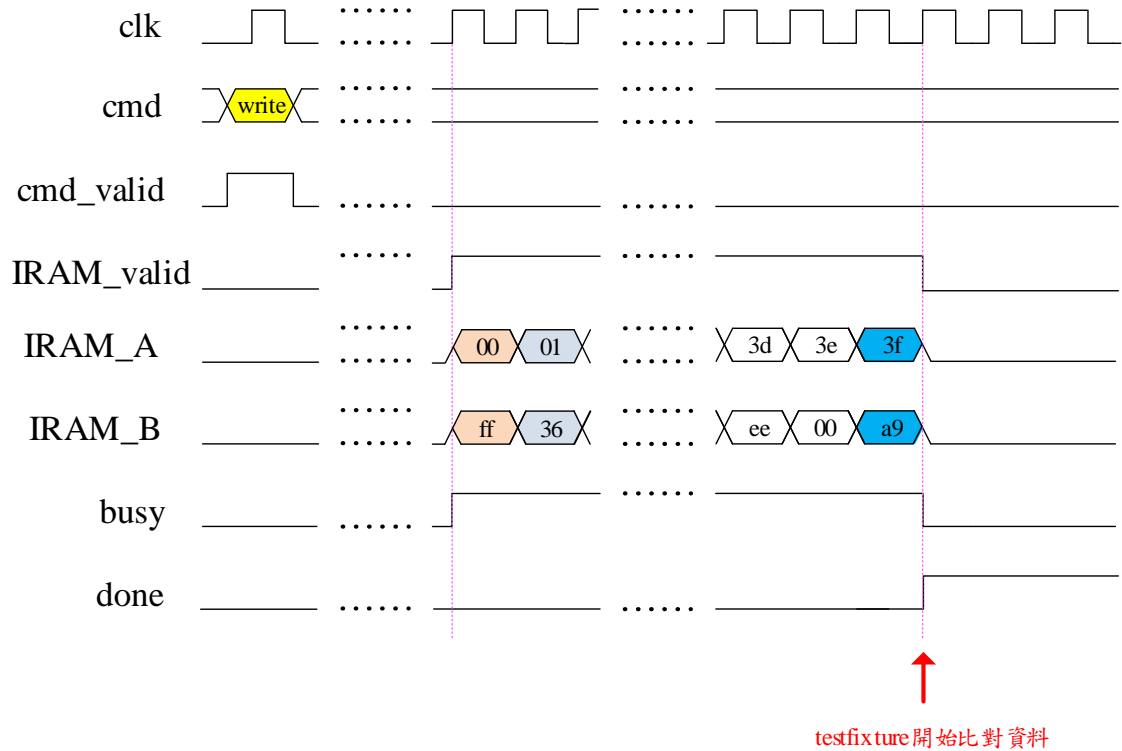 clk
cmd
write
cmd_valid
IRAM_valid
IRAM_A
00 01 3d 3e 3f
IRAM_B
ff 36 ee 00 a9
busy
done
testfixture開始比對資料